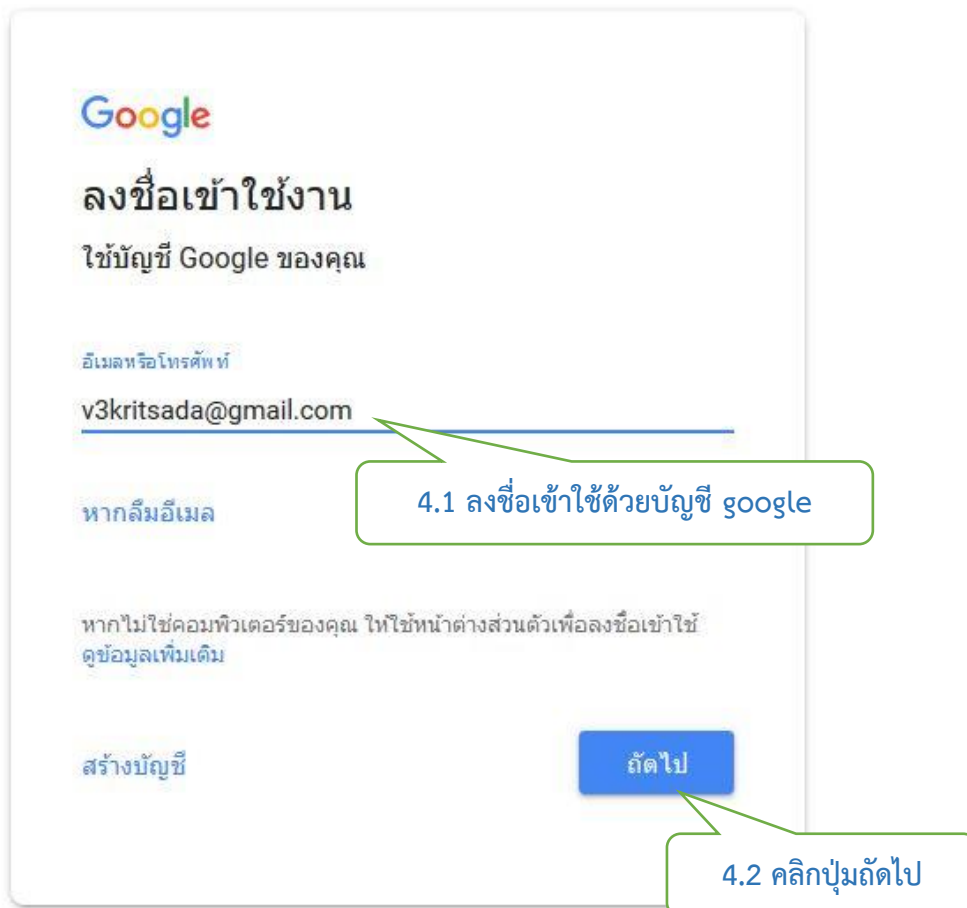 Google
ลงชื่อเข้าใช้งาน
ใช้บัญชี Google ของคุณ
อีเมลหรือโทรศัพท์
v3kritsada@gmail.com
4.1 ลงชื่อเข้าใช้ด้วยบัญชี google
หากลืมอีเมล
หากไม่ใช่คอมพิวเตอร์ของคุณ ให้ใช้หน้าต่างส่วนตัวเพื่อลงชื่อเข้าใช้
ดูข้อมูลเพิ่มเติม
สร้างบัญชี
ถัดไป
4.2 คลิกปุ่มถัดไป